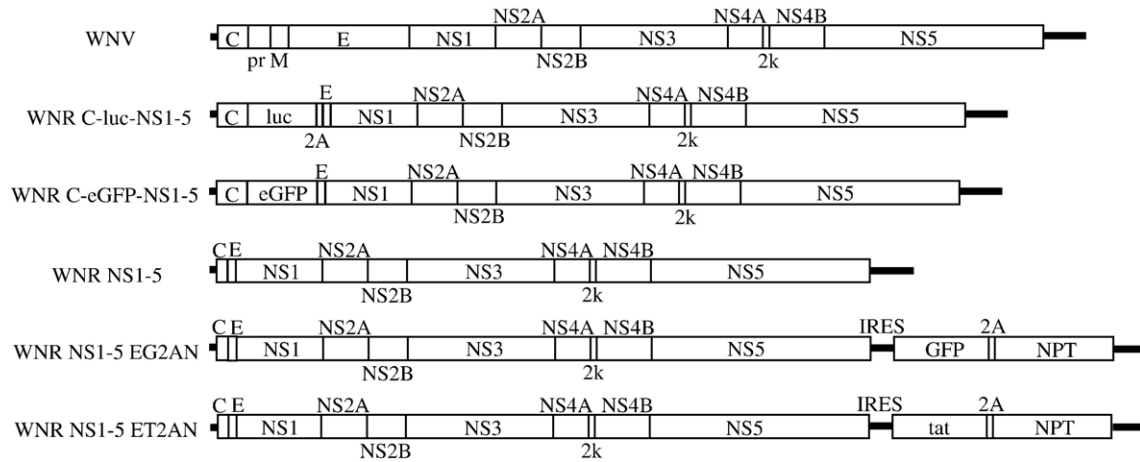 NS2A NS4A NS4B
WNV C E NS1 NS3 NS5
pr M NS2B 2k
E NS2A NS4A NS4B
WNR C-luc-NS1-5 C luc NS1 NS3 NS5
2A NS2B 2k
E NS2A NS4A NS4B
WNR C-eGFP-NS1-5 C eGFP NS1 NS3 NS5
NS2B 2k
C E NS2A NS4A NS4B
WNR NS1-5 NS1 NS3 NS5
NS2B 2k
C E NS2A NS4A NS4B IRES 2A
WNR NS1-5 EG2AN NS1 NS3 NS5 GFP NPT
NS2B 2k
C E NS2A NS4A NS4B IRES 2A
WNR NS1-5 ET2AN NS1 NS3 NS5 tat NPT
NS2B 2k